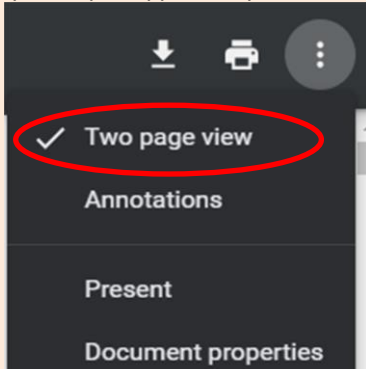 Two page view
Annotations
Present
Document properties